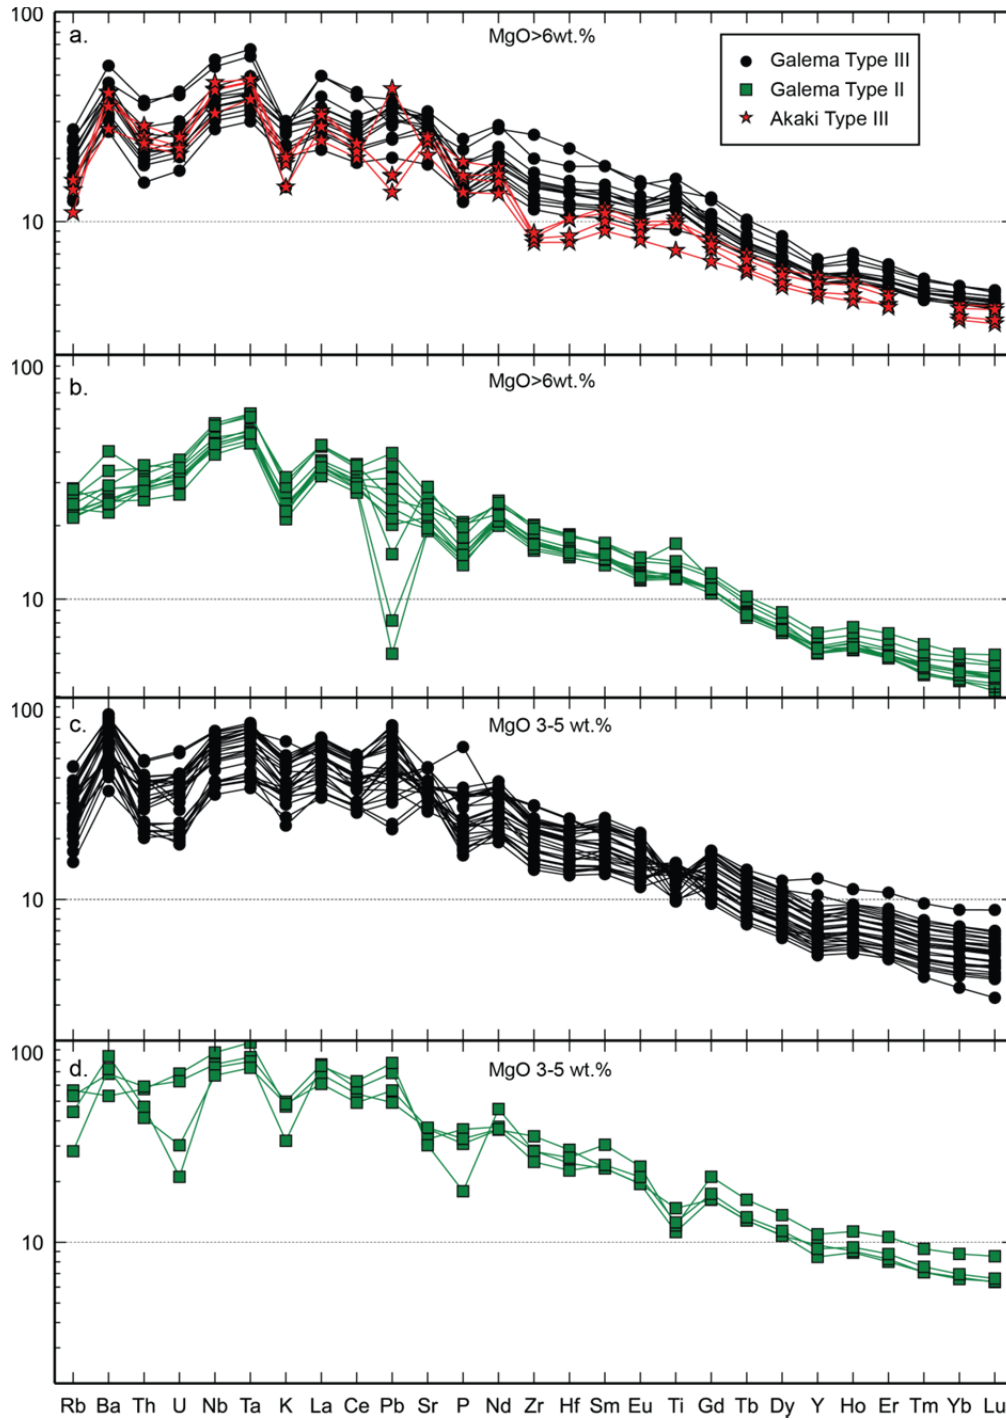 100
a.
MgO>6wt.%
Galema Type III
Galema Type II
Akaki Type III
10
100
b.
MgO>6wt.%
10
100
c.
MgO 3-5 wt.%
10
100
d.
MgO 3-5 wt.%
10
Rb Ba Th U Nb Ta K La Ce Pb Sr P Nd Zr Hf Sm Eu Ti Gd Tb Dy Y Ho Er Tm Yb Lu